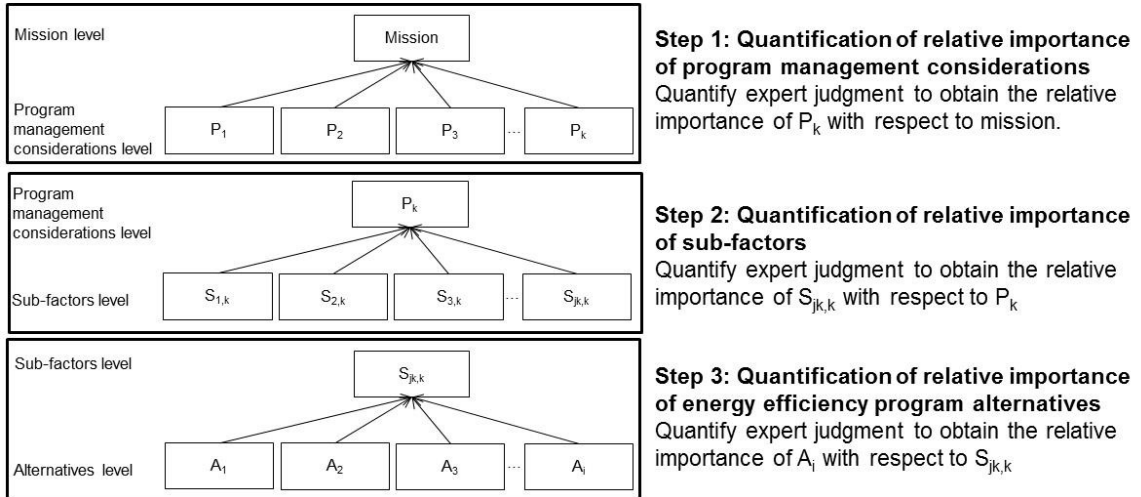 Mission level
Mission
Program
management
considerations level
P1
P2
P3
...
Pk
Step 1: Quantification of relative importance
of program management considerations
Quantify expert judgment to obtain the relative
importance of Pk with respect to mission.
Program
management
considerations level
Pk
Sub-factors level
S1,k
S2,k
S3,k
...
Sjk,k
Step 2: Quantification of relative importance
of sub-factors
Quantify expert judgment to obtain the relative
importance of Sjk,k with respect to Pk
Sub-factors level
Sjk,k
Alternatives level
A1
A2
A3
...
Ai
Step 3: Quantification of relative importance
of energy efficiency program alternatives
Quantify expert judgment to obtain the relative
importance of Ai with respect to Sjk,k